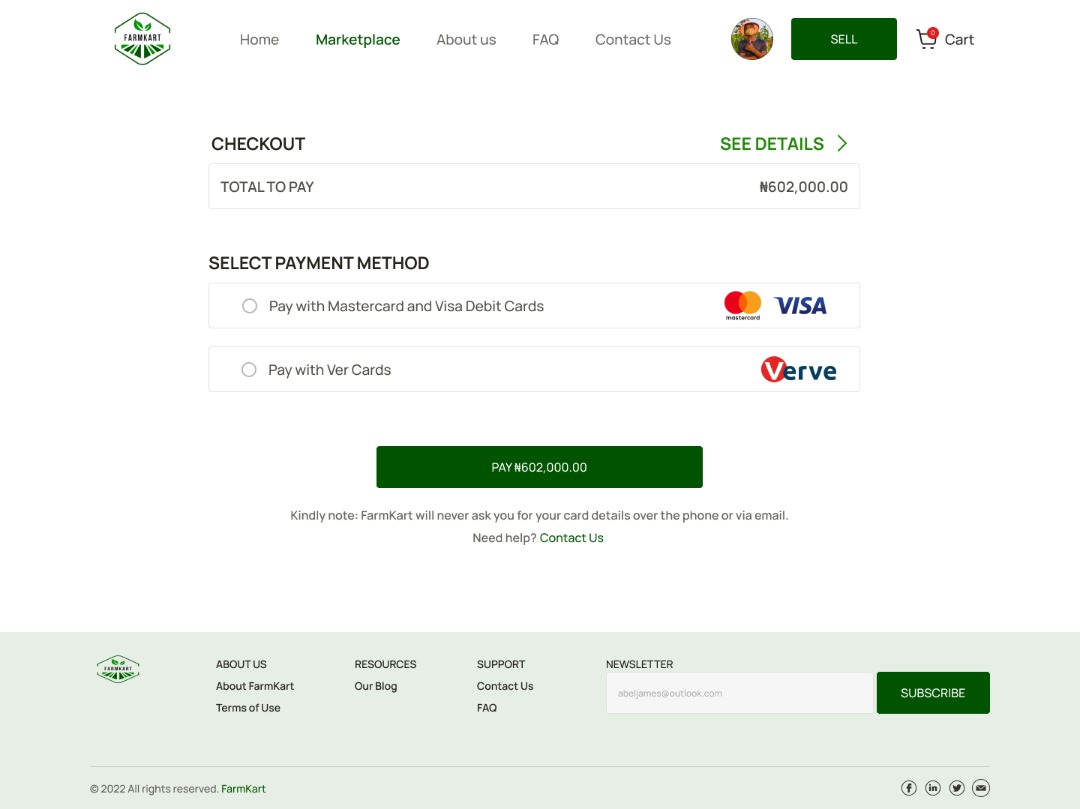 FARMKART
Home
Marketplace
About us
FAQ
Contact Us
SELL
0
Cart
CHECKOUT
SEE DETAILS
TOTAL TO PAY
₦602,000.00
SELECT PAYMENT METHOD
Pay with Mastercard and Visa Debit Cards
mastercard
VISA
Pay with Ver Cards
Verve
PAY ₦602,000.00
Kindly note: FarmKart will never ask you for your card details over the phone or via email.
Need help? Contact Us
FARMKART
ABOUT US
About FarmKart
Terms of Use
RESOURCES
Our Blog
SUPPORT
Contact Us
FAQ
NEWSLETTER
abeljames@outlook.com
SUBSCRIBE
© 2022 All rights reserved. FarmKart